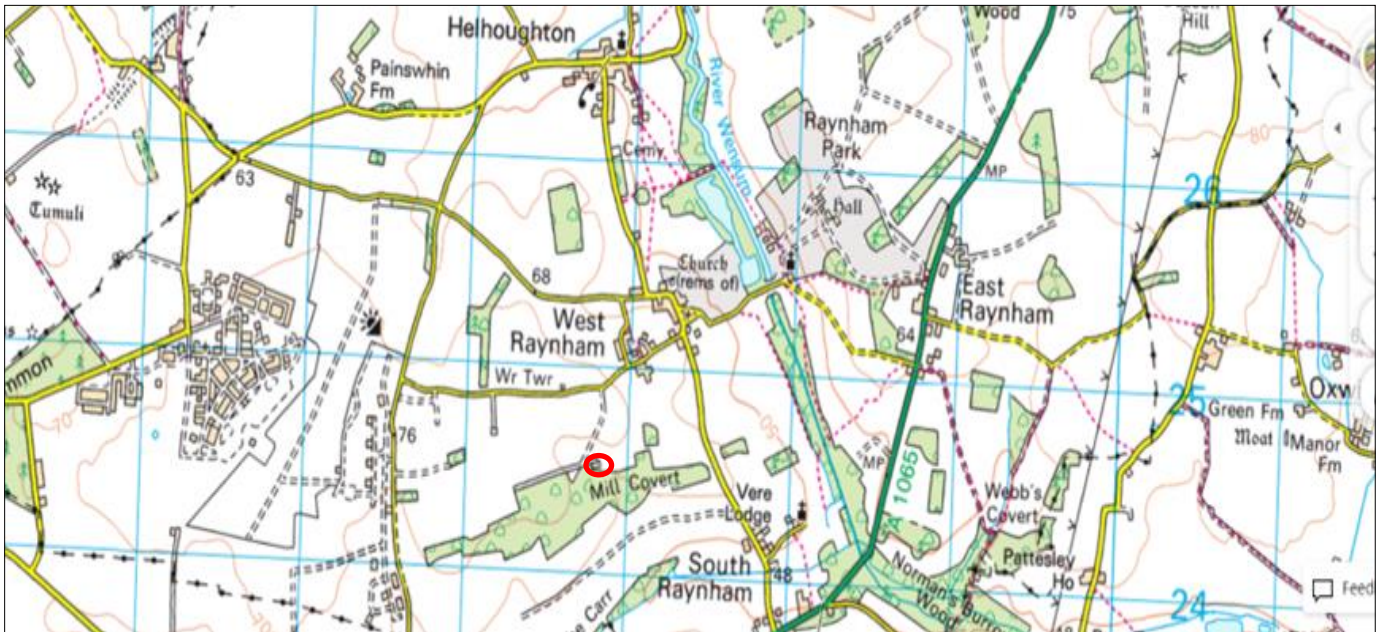 Wood
75
Hill
Helhoughton
Painswhin
Fm
River Wensum
Raynham
Park
80
Cemy
MP
63
Tumuli
Hall
26
68
Church
(rems of)
East
Raynham
West
Raynham
64
mmon
70
Wr Twr
25
Oxw
Green Fm
Moat
Manor
Fm
76
50
MP
A 1065
Mill Covert
Vere
Lodge
Webb's
Covert
South
Raynham
48
Pattesley
Ho
Norman's Burrow
Wood
Carr
70
24
Feed